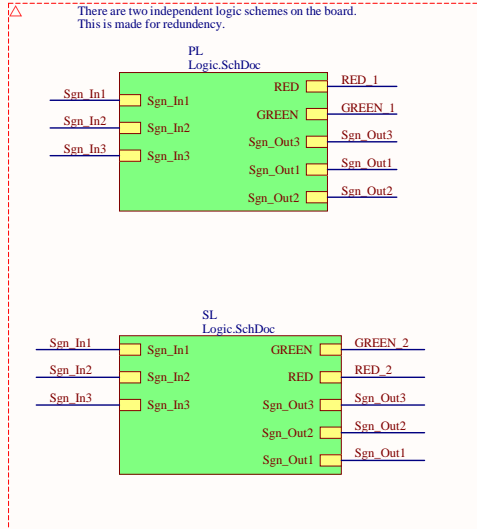 There are two independent logic schemes on the board.
This is made for redundency.
PL
Logic.SchDoc
Sgn_In1
Sgn_In2
Sgn_In3
Sgn_In1
Sgn_In2
Sgn_In3
RED
GREEN
Sgn_Out3
Sgn_Out1
Sgn_Out2
RED_1
GREEN_1
Sgn_Out3
Sgn_Out1
Sgn_Out2
SL
Logic.SchDoc
Sgn_In1
Sgn_In2
Sgn_In3
Sgn_In1
Sgn_In2
Sgn_In3
GREEN
RED
Sgn_Out3
Sgn_Out2
Sgn_Out1
GREEN_2
RED_2
Sgn_Out3
Sgn_Out2
Sgn_Out1